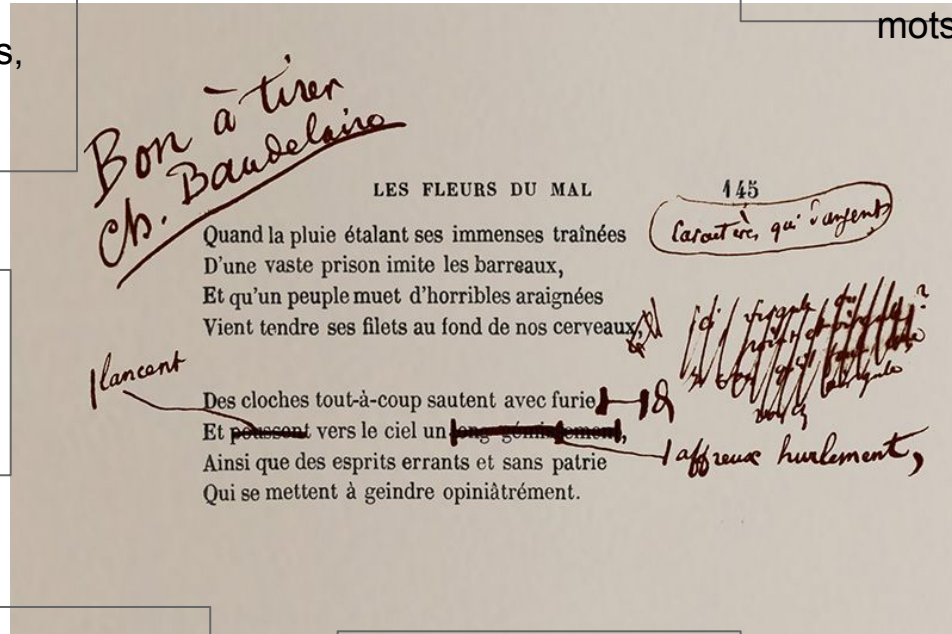 s,
mots
Bon à tirer
Ch. Baudelaire
LES FLEURS DU MAL 145
Caractères qui
Quand la pluie étalant ses immenses traînées
D'une vaste prison imite les barreaux,
Et qu'un peuple muet d'horribles araignées
Vient tendre ses filets au fond de nos cerveaux,
virgule
lancent
Des cloches tout-à-coup sautent avec furie
Et poussent vers le ciel un long gémissement,
affreux hurlement,
Ainsi que des esprits errants et sans patrie
Qui se mettent à geindre opiniâtrément.